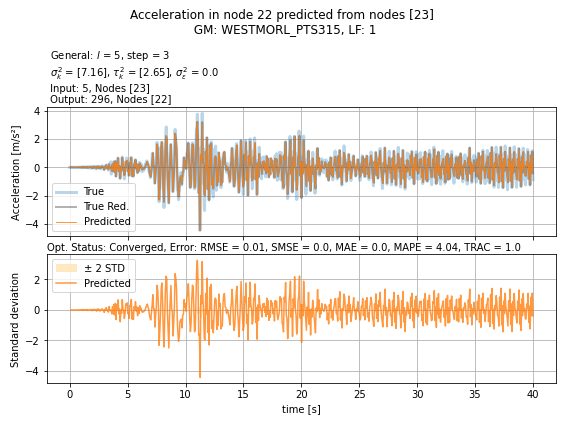 Acceleration in node 22 predicted from nodes [23]
GM: WESTMORL_PTS315, LF: 1
General: l = 5, step = 3
σ²ₖ = [7.16], τ²ₖ = [2.65], σ²ε = 0.0
Input: 5, Nodes [23]
Output: 296, Nodes [22]
Acceleration [m/s²]
4
2
0
−2
−4
True
True Red.
Predicted
Opt. Status: Converged, Error: RMSE = 0.01, SMSE = 0.0, MAE = 0.0, MAPE = 4.04, TRAC = 1.0
Standard deviation
2
0
−2
−4
± 2 STD
Predicted
0 5 10 15 20 25 30 35 40
time [s]